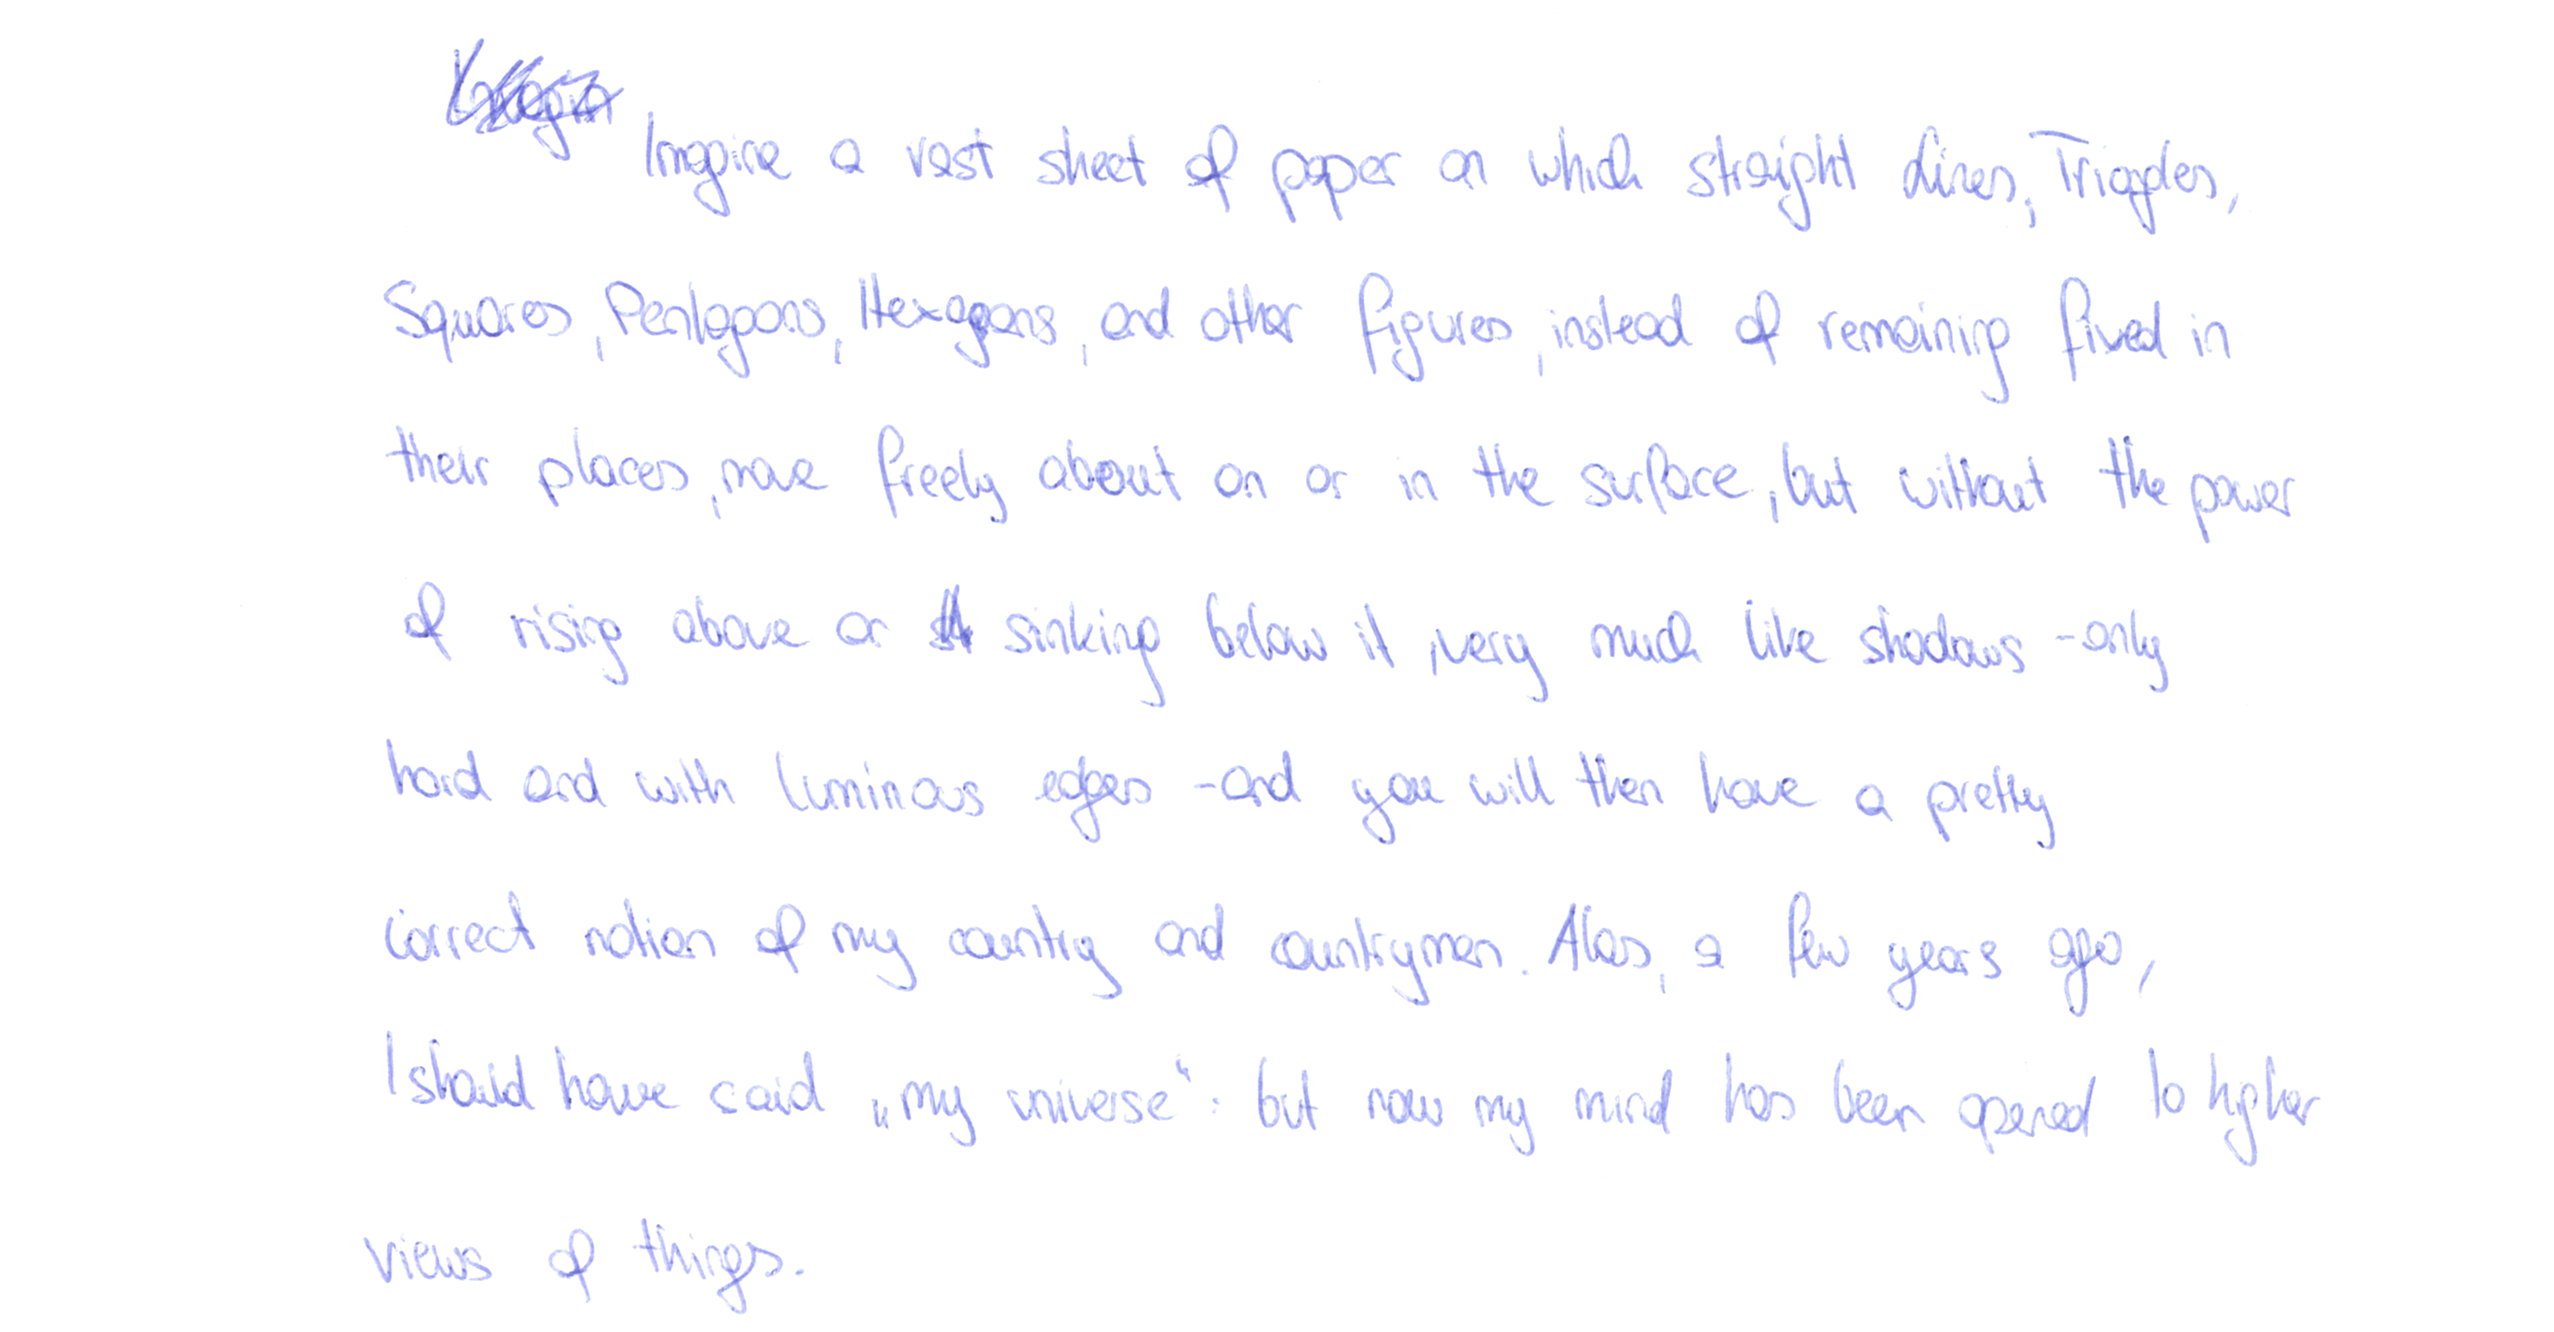 Imagine a vast sheet of paper on which straight Lines, Triangles,
Squares, Pentagons, Hexagons, and other figures, instead of remaining fixed in
their places, move freely about on or in the surface, but without the power
of rising above or sinking below it, very much like shadows - only
hard and with luminous edges - and you will then have a pretty
correct notion of my country and countrymen. Alas, a few years ago,
I should have said „my universe“: but now my mind has been opened to higher
views of things.